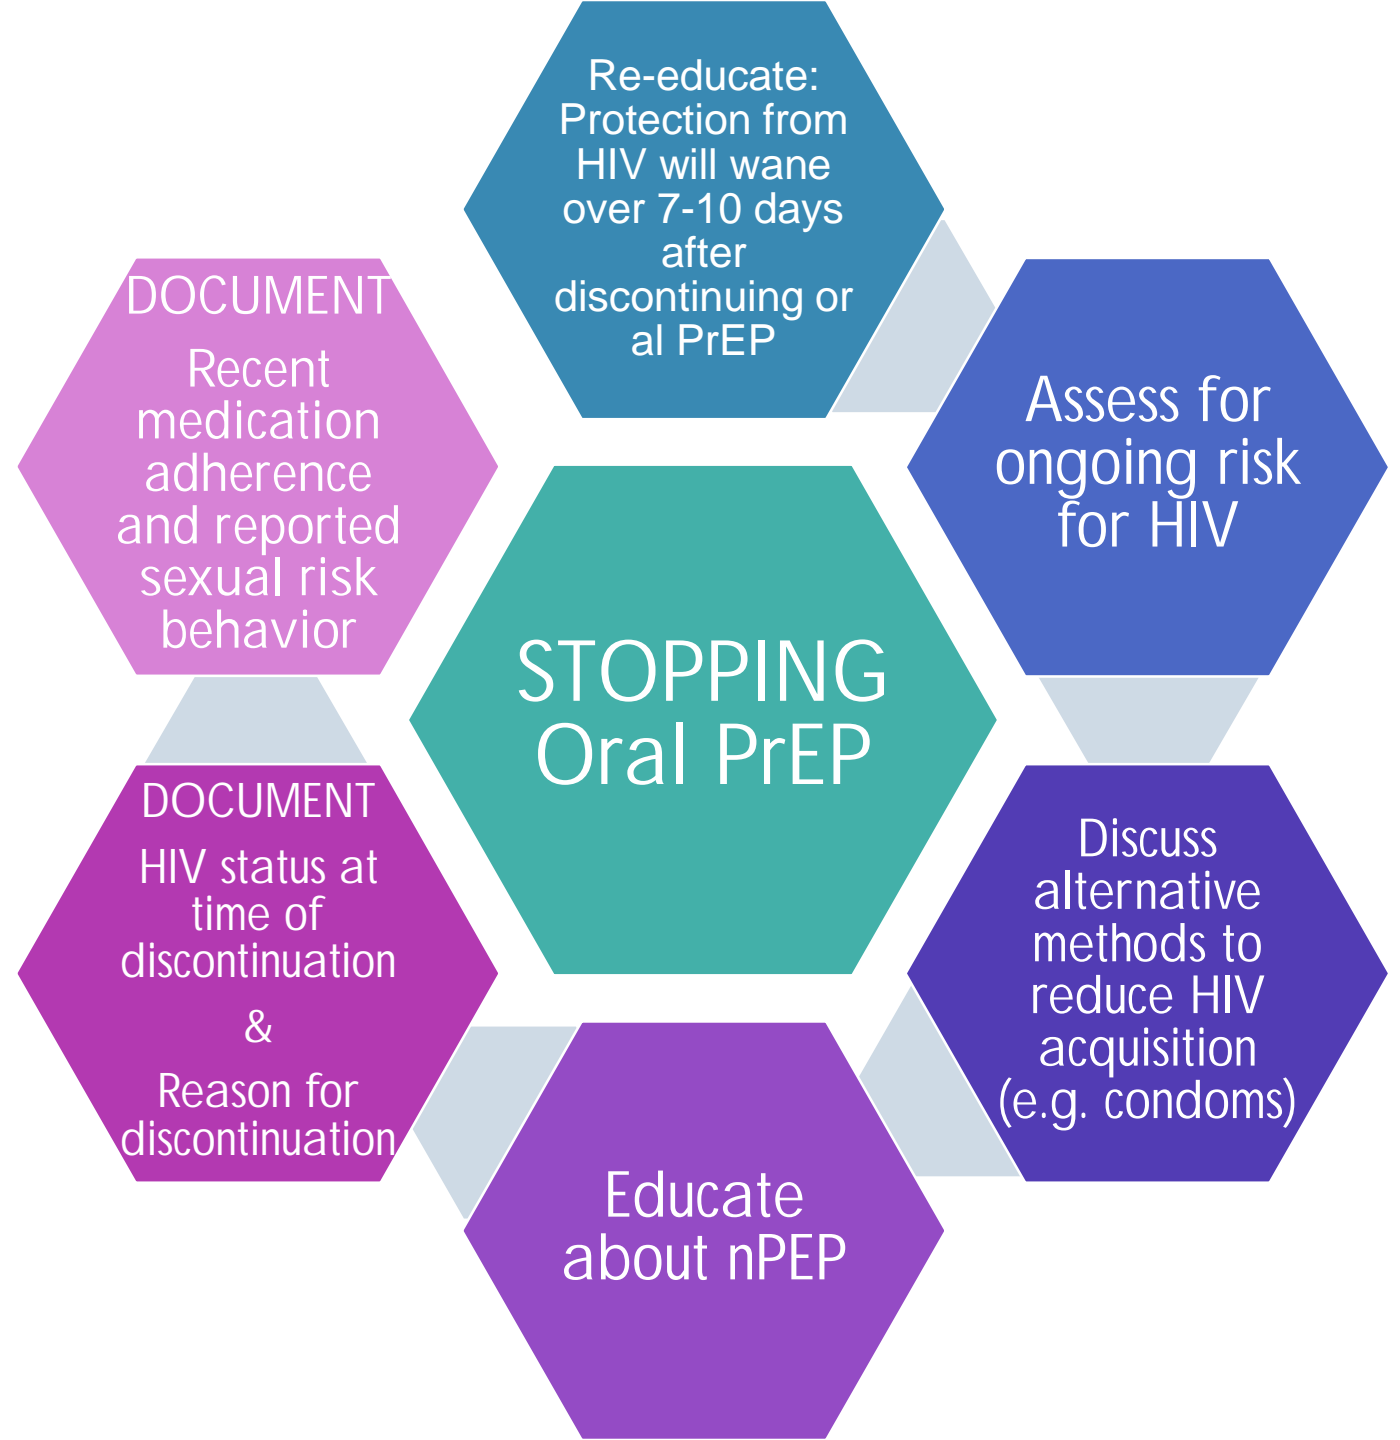 Re-educate:
Protection from
HIV will wane
over 7-10 days
after
discontinuing or
al PrEP
Assess for
ongoing risk
for HIV
Discuss
alternative
methods to
reduce HIV
acquisition
(e.g. condoms)
Educate
about nPEP
DOCUMENT
HIV status at
time of
discontinuation
&
Reason for
discontinuation
DOCUMENT
Recent
medication
adherence
and reported
sexual risk
behavior
STOPPING
Oral PrEP